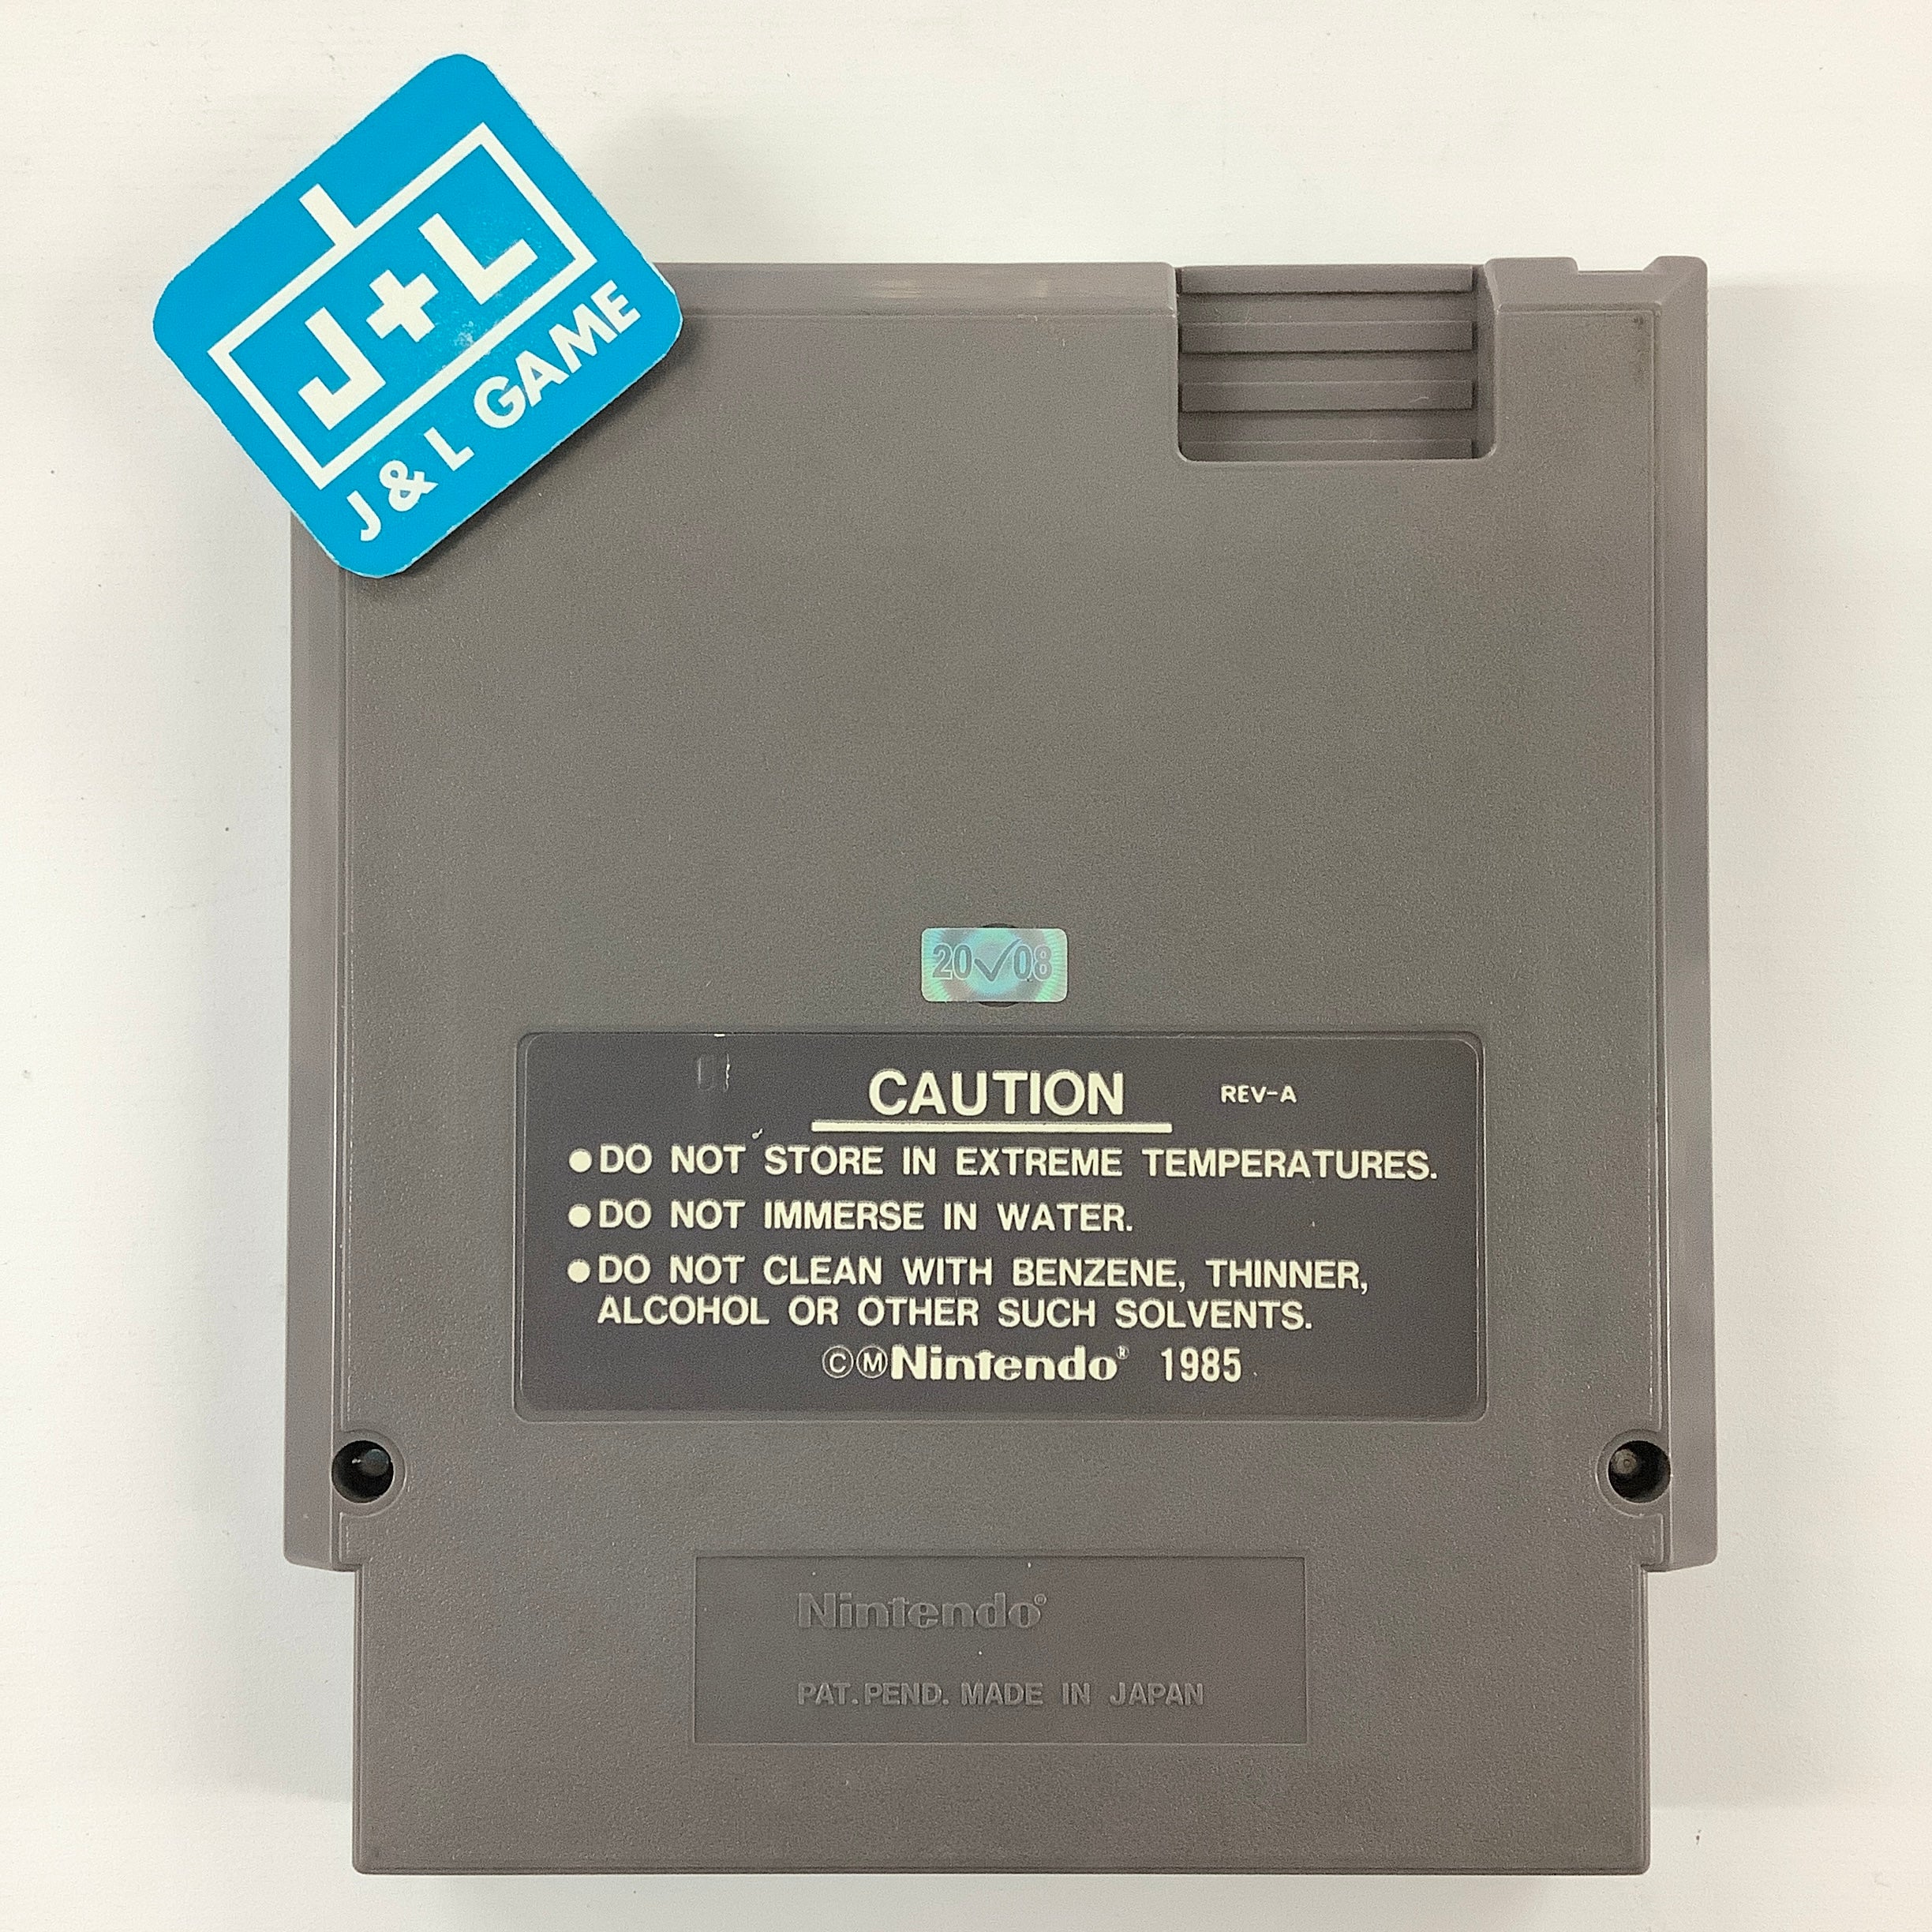 J+L
J & L GAME
20✓08
CAUTION REV-A
●DO NOT STORE IN EXTREME TEMPERATURES.
●DO NOT IMMERSE IN WATER.
●DO NOT CLEAN WITH BENZENE, THINNER,
ALCOHOL OR OTHER SUCH SOLVENTS.
ⒸⓂNintendo® 1985
Nintendo®
PAT. PEND. MADE IN JAPAN